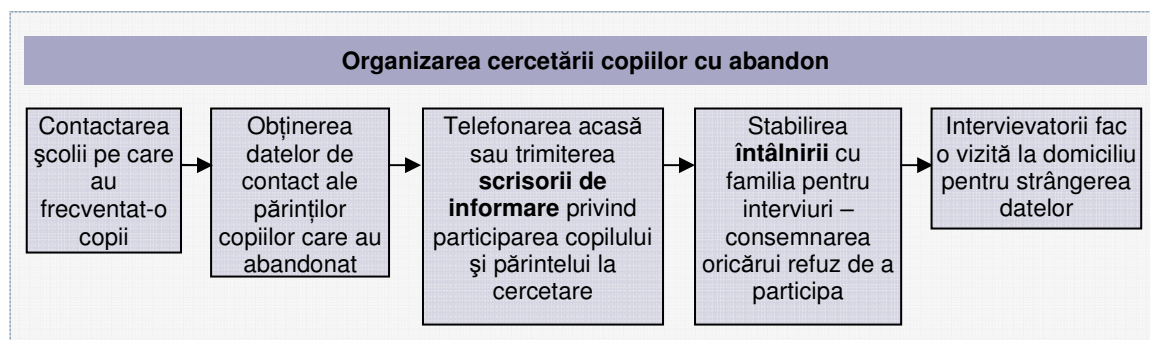 Organizarea cercetării copiilor cu abandon
Contactarea
şcolii pe care
au
frecventat-o
copii
Obținerea
datelor de
contact ale
părinților
copiilor care au
abandonat
Telefonarea acasă
sau trimiterea
scrisorii de
informare privind
participarea copilului
şi părintelui la
cercetare
Stabilirea
întâlnirii cu
familia pentru
interviuri –
consemnarea
oricărui refuz de a
participa
Intervievatorii fac
o vizită la domiciliu
pentru strângerea
datelor